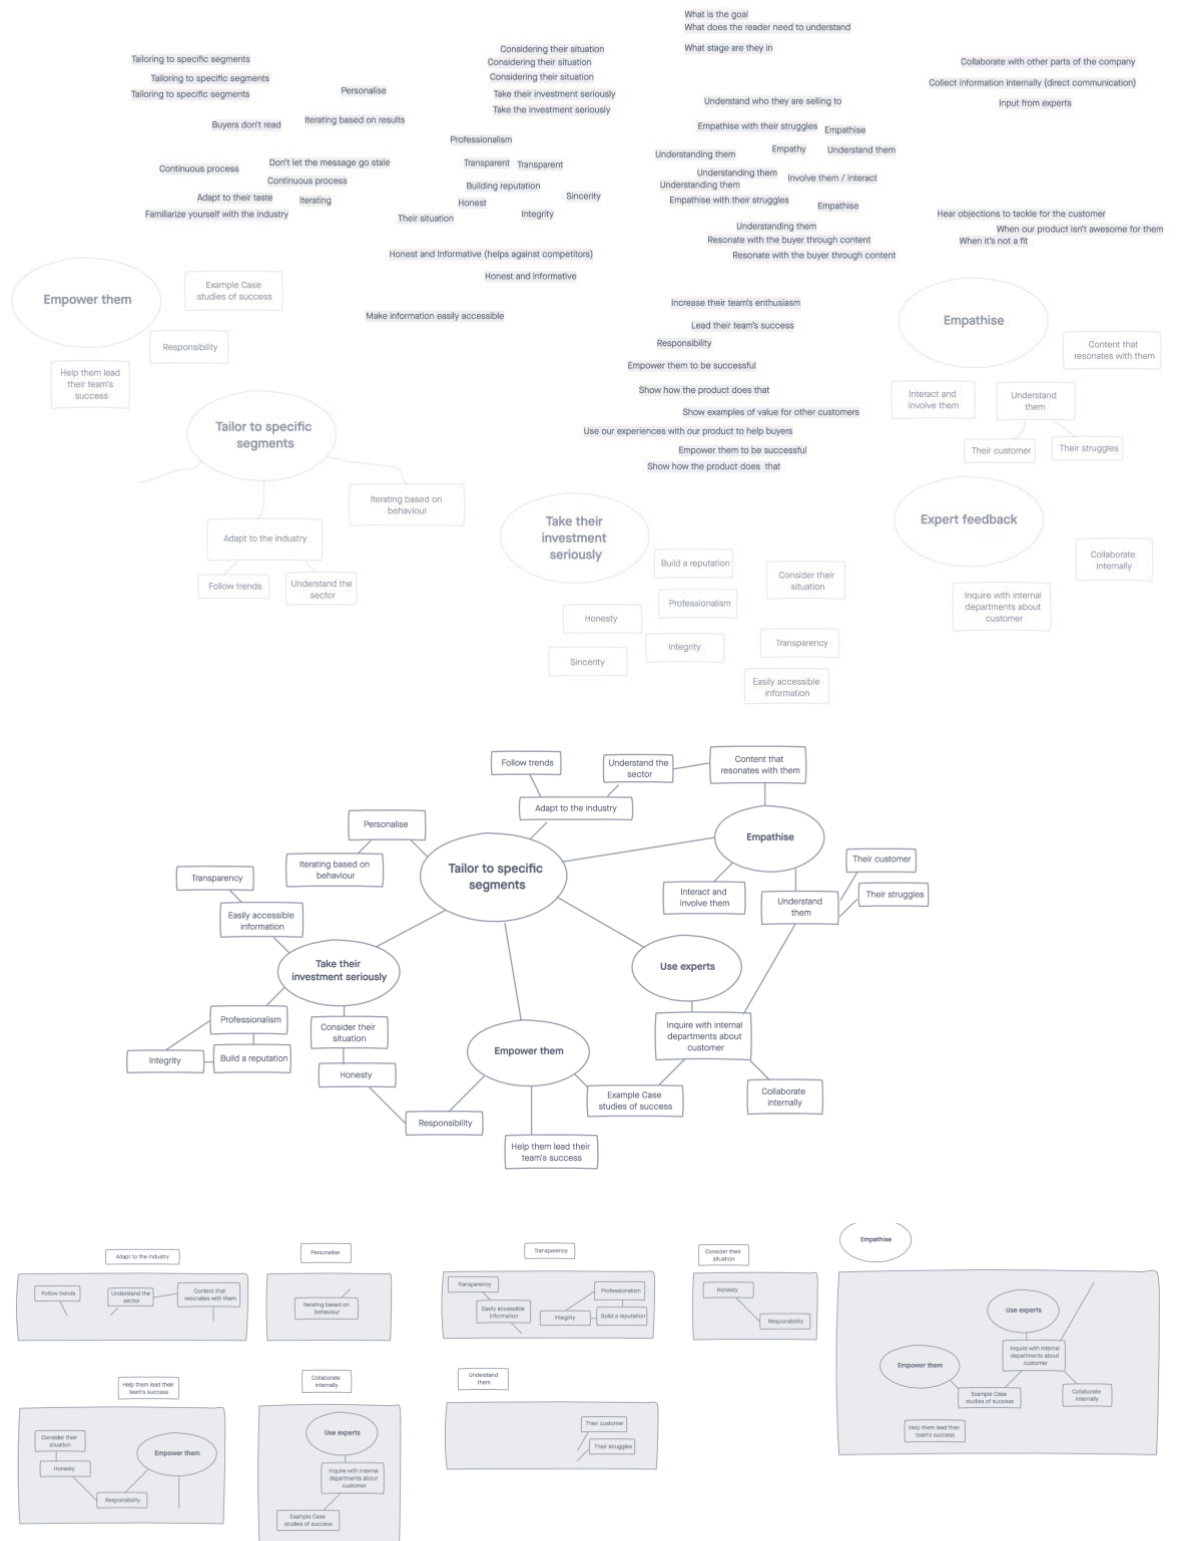 What is the goal
What does the reader need to understand
What stage are they in
Considering their situation
Considering their situation
Considering their situation
Take their investment seriously
Take the investment seriously
Tailoring to specific segments
Tailoring to specific segments
Tailoring to specific segments
Personalise
Buyers don't read
Iterating based on results
Collaborate with other parts of the company
Collect information internally (direct communication)
Input from experts
Understand who they are selling to
Empathise with their struggles
Empathise
Professionalism
Understanding them
Empathy
Understand them
Continuous process
Don't let the message go stale
Continuous process
Transparent
Transparent
Understanding them
Understanding them
Involve them / interact
Building reputation
Adapt to their taste
Iterating
Honest
Sincerity
Empathise with their struggles
Empathise
Familiarize yourself with the industry
Their situation
Integrity
Hear objections to tackle for the customer
When our product isn't awesome for them
When it's not a fit
Understanding them
Resonate with the buyer through content
Resonate with the buyer through content
Honest and Informative (helps against competitors)
Honest and informative
Make information easily accessible
Increase their team's enthusiasm
Lead their team's success
Responsibility
Empower them to be successful
Show how the product does that
Show examples of value for other customers
Use our experiences with our product to help buyers
Empower them to be successful
Show how the product does that
Empower them
Example Case
studies of success
Responsibility
Help them lead
their team's
success
Empathise
Content that
resonates with them
Interact and
involve them
Understand
them
Their customer
Their struggles
Tailor to specific
segments
Iterating based on
behaviour
Adapt to the industry
Follow trends
Understand the
sector
Take their
investment
seriously
Build a reputation
Consider their
situation
Professionalism
Honesty
Integrity
Transparency
Sincerity
Easily accessible
information
Expert feedback
Collaborate
internally
Inquire with internal
departments about
customer
Follow trends
Understand the
sector
Content that
resonates with them
Adapt to the industry
Personalise
Iterating based on
behaviour
Tailor to specific
segments
Empathise
Their customer
Their struggles
Interact and
involve them
Understand
them
Transparency
Easily accessible
information
Take their
investment seriously
Use experts
Professionalism
Integrity
Build a reputation
Consider their
situation
Honesty
Empower them
Inquire with internal
departments about
customer
Example Case
studies of success
Collaborate
internally
Responsibility
Help them lead their
team's success
Adapt to the industry
Follow trends
Understand the
sector
Content that
resonates with them
Personalise
Iterating based on
behaviour
Transparency
Transparency
Easily accessible
information
Professionalism
Integrity
Build a reputation
Consider their
situation
Honesty
Responsibility
Empathise
Use experts
Inquire with internal
departments about
customer
Empower them
Example Case
studies of success
Collaborate
internally
Help them lead their
team's success
Help them lead their
team's success
Consider their
situation
Honesty
Empower them
Responsibility
Collaborate
internally
Use experts
Inquire with internal
departments about
customer
Example Case
studies of success
Understand
them
Their customer
Their struggles